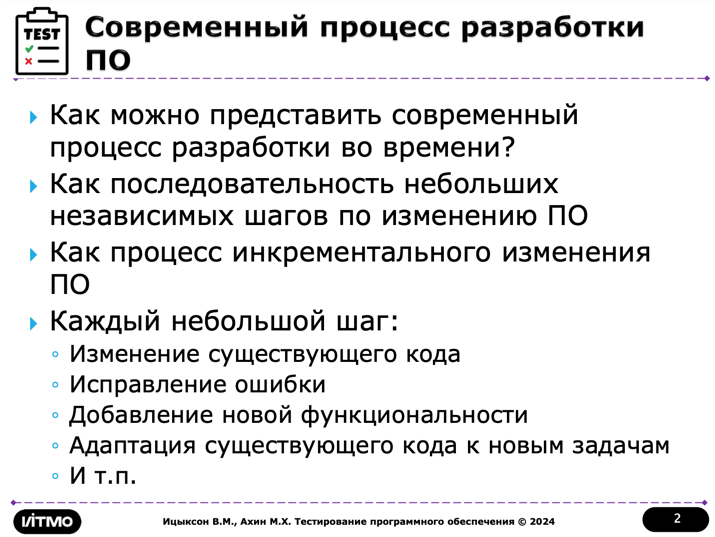 TEST
Современный процесс разработки
ПО
Как можно представить современный
процесс разработки во времени?
Как последовательность небольших
независимых шагов по изменению ПО
Как процесс инкрементального изменения
ПО
Каждый небольшой шаг:
Изменение существующего кода
Исправление ошибки
Добавление новой функциональности
Адаптация существующего кода к новым задачам
И т.п.
ИТМО
Ицыксон В.М., Ахин М.Х. Тестирование программного обеспечения © 2024
2